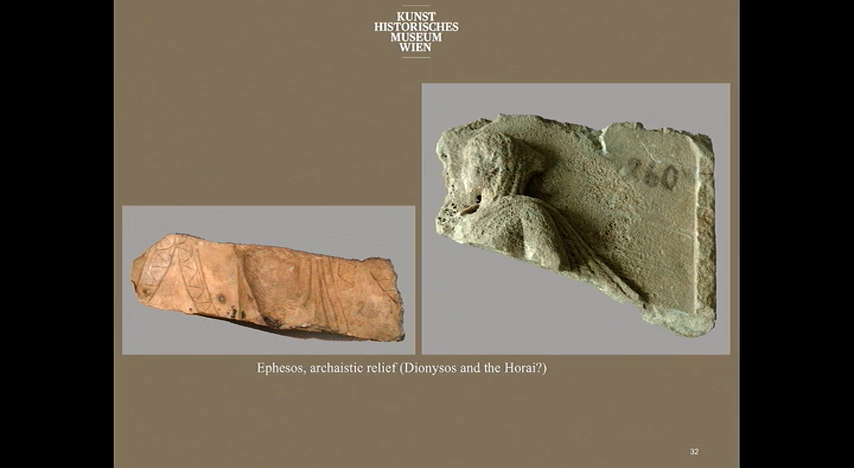 KUNST
HISTORISCHES
MUSEUM
WIEN
260
Ephesos, archaistic relief (Dionysos and the Horai?)
32